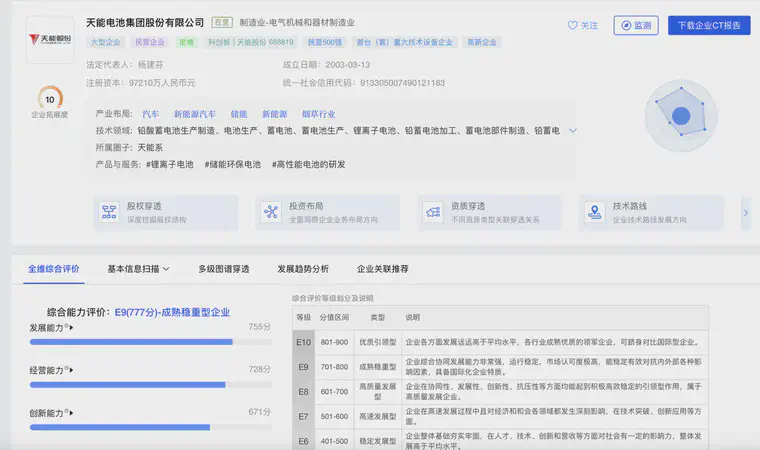 天能股份
天能电池集团股份有限公司 在营 制造业-电气机械和器材制造业
关注 监测 下载企业CT报告
大型企业 民营企业 定增 科创板 | 天能股份 688819 民营500强 首台（套）重大技术设备企业 高新企业
法定代表人：杨建芬 成立日期：2003-03-13
注册资本：97210万人民币元 统一社会信用代码：913305007490121183
10
企业拓展度
产业布局: 汽车 新能源汽车 储能 新能源 烟草行业
技术领域: 铅酸蓄电池生产制造、电池生产、蓄电池、蓄电池生产、锂离子电池、铅蓄电池加工、蓄电池部件制造、铅蓄电
所属圈子: 天能系
产品与服务: #锂离子电池 #储能环保电池 #高性能电池的研发
股权穿透 投资布局 资质穿透 技术路线
深度挖掘股权结构 全面洞察企业业务布局方向 不同资质类型关联穿透关系 企业技术路线发展方向
全维综合评价 基本信息扫描 多级图谱穿透 发展趋势分析 企业关联推荐
综合能力评价：E9(777分)-成熟稳重型企业
发展能力 755分
经营能力 728分
创新能力 671分
综合评价等级划分及说明
等级 分值区间 类型 说明
E10 801-900 优质引领型 企业各方面发展远远高于平均水平，各行业成熟优质的领军企业，可跻身对比国际型企业。
E9 701-800 成熟稳重型 企业综合协同发展能力非常强，运行稳定，市场认可度极高，能稳定有效对抗内外部各种影
响因素，具备国际化企业特质。
E8 601-700 高质量发展型 企业在协同性、发展性、创新性、抗压性等方面均能起到积极高效稳定的引领型作用，属于
高质量发展企业。
E7 501-600 高速发展型 企业在高速发展过程中且对经济和和会各领域都发生深刻影响、在技术突破、创新应用等方
面。
E6 401-500 稳定发展型 企业整体基础夯实牢固，在人才、技术、创新和营收等方面对社会有一定的影响力，整体发
展高于平均水平。